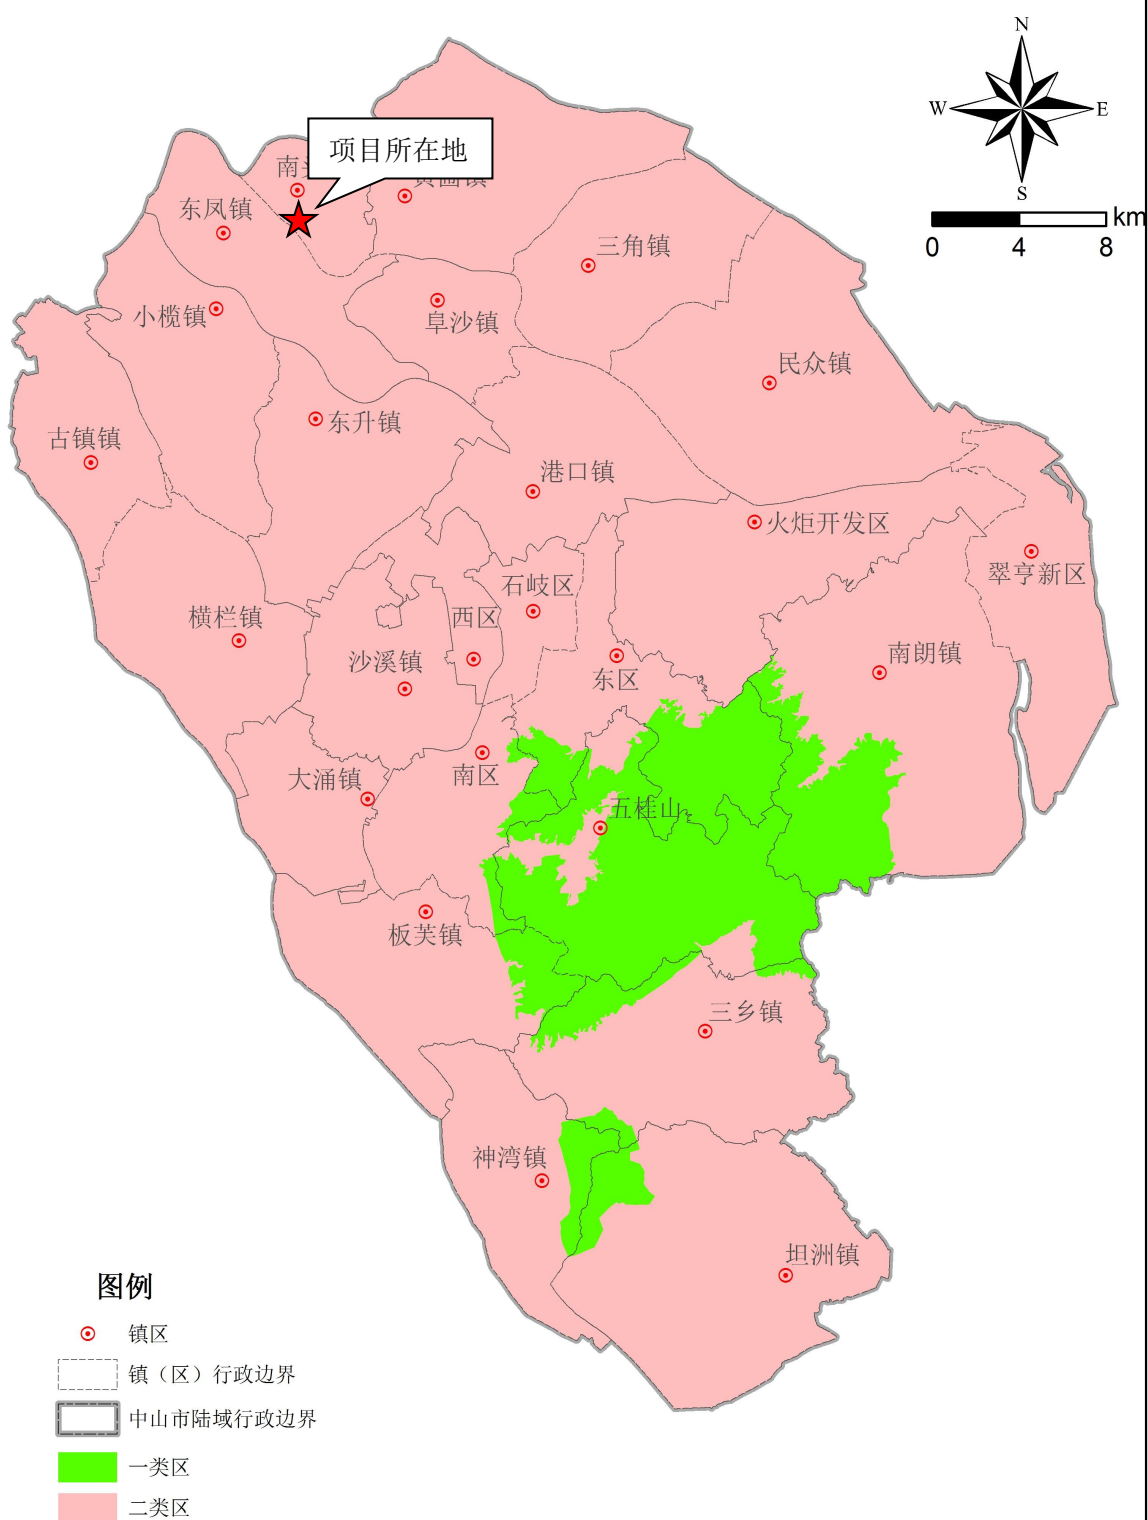 N
W
E
S
km
0
4
8
项目所在地
南
东凤镇
三角镇
小榄镇
阜沙镇
民众镇
东升镇
古镇镇
港口镇
火炬开发区
翠亨新区
石岐区
横栏镇
西区
沙溪镇
东区
南朗镇
南区
大涌镇
五桂山
板芙镇
三乡镇
神湾镇
坦洲镇
图例
镇区
镇（区）行政边界
中山市陆域行政边界
一类区
二类区